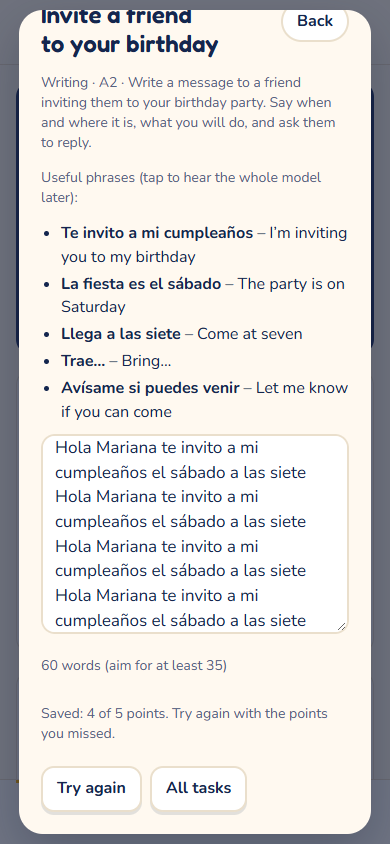 Invite a friend
to your birthday
Back
Writing · A2 · Write a message to a friend
inviting them to your birthday party. Say when
and where it is, what you will do, and ask them
to reply.
Useful phrases (tap to hear the whole model
later):
• Te invito a mi cumpleaños – I'm inviting
you to my birthday
• La fiesta es el sábado – The party is on
Saturday
• Llega a las siete – Come at seven
• Trae... – Bring...
• Avísame si puedes venir – Let me know
if you can come
Hola Mariana te invito a mi
cumpleaños el sábado a las siete
Hola Mariana te invito a mi
cumpleaños el sábado a las siete
Hola Mariana te invito a mi
cumpleaños el sábado a las siete
Hola Mariana te invito a mi
cumpleaños el sábado a las siete
60 words (aim for at least 35)
Saved: 4 of 5 points. Try again with the points
you missed.
Try again
All tasks